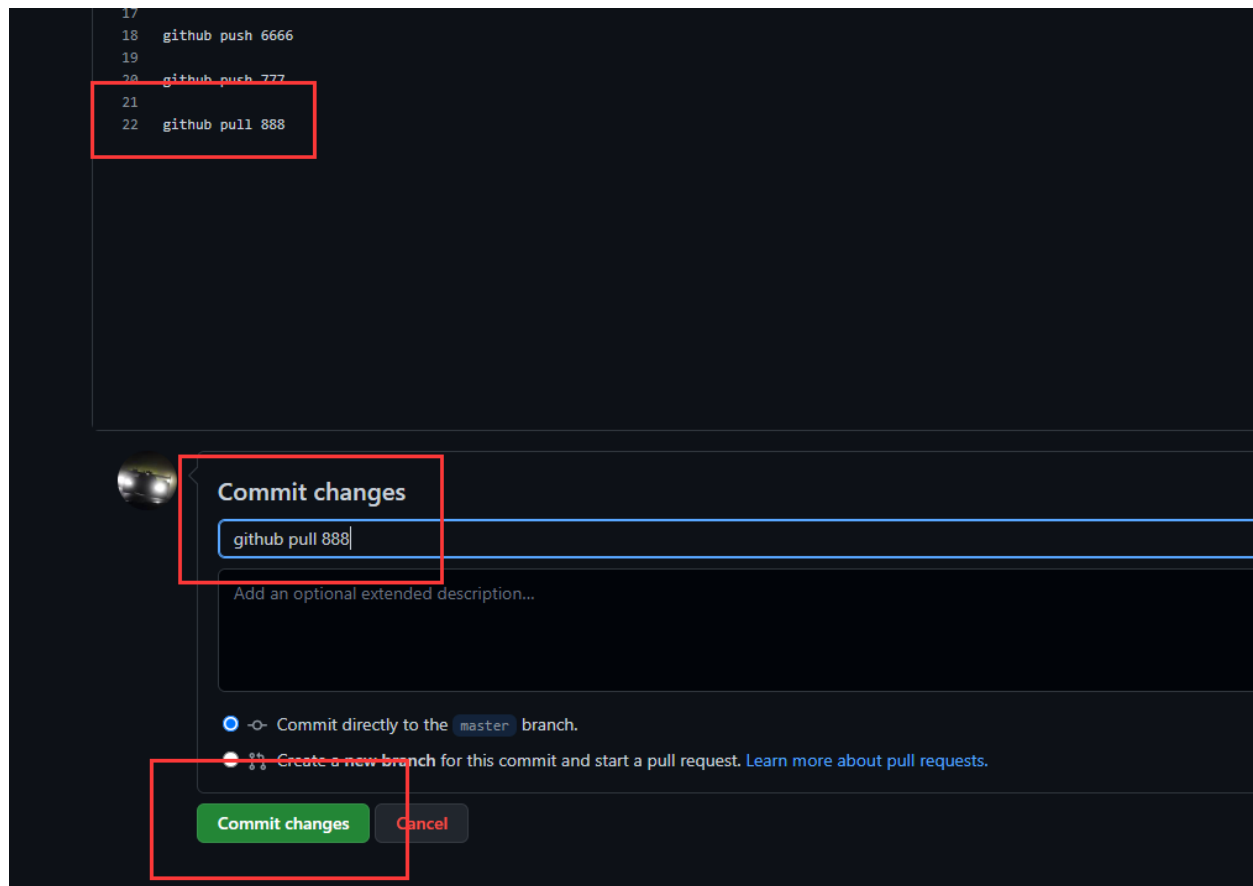 17
18 github push 6666
19
20 github push 777
21
22 github pull 888
Commit changes
github pull 888
Add an optional extended description...
Commit directly to the master branch.
Create a new branch for this commit and start a pull request. Learn more about pull requests.
Commit changes Cancel